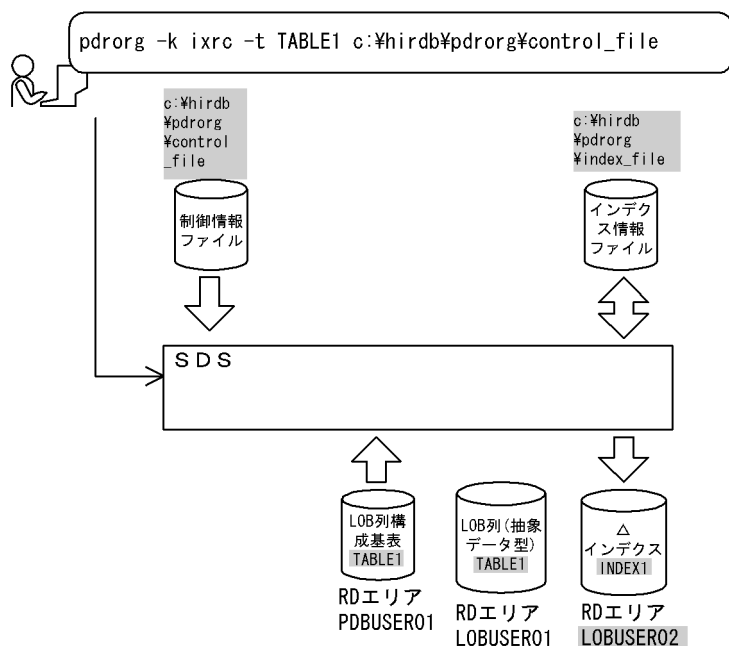 pdrorg -k ixrc -t TABLE1 c:¥hirdb¥pdrorg¥control_file
c:¥hirdb
¥pdrorg
¥control
_file
c:¥hirdb
¥pdrorg
¥index_file
制御情報
ファイル
インデク
ス情報
ファイル
SDS
LOB列構
成基表
TABLE1
LOB列(抽象
データ型)
TABLE1
△
インデクス
INDEX1
RDエリア
PDBUSER01
RDエリア
LOBUSER01
RDエリア
LOBUSER02